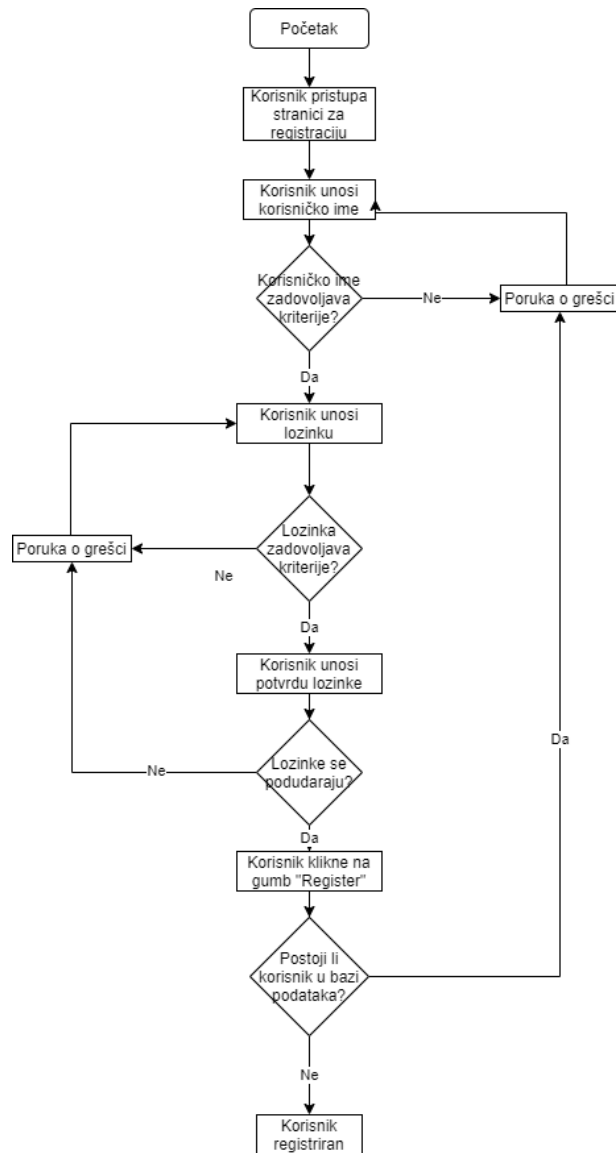 Početak
Korisnik pristupa
stranici za
registraciju
Korisnik unosi
korisničko ime
Korisničko ime
zadovoljava
kriterije?
Ne
Poruka o grešci
Da
Korisnik unosi
lozinku
Lozinka
zadovoljava
kriterije?
Poruka o grešci
Ne
Da
Korisnik unosi
potvrdu lozinke
Da
Lozinke se
podudaraju?
Ne
Da
Korisnik klikne na
gumb "Register"
Postoji li
korisnik u bazi
podataka?
Ne
Korisnik
registriran